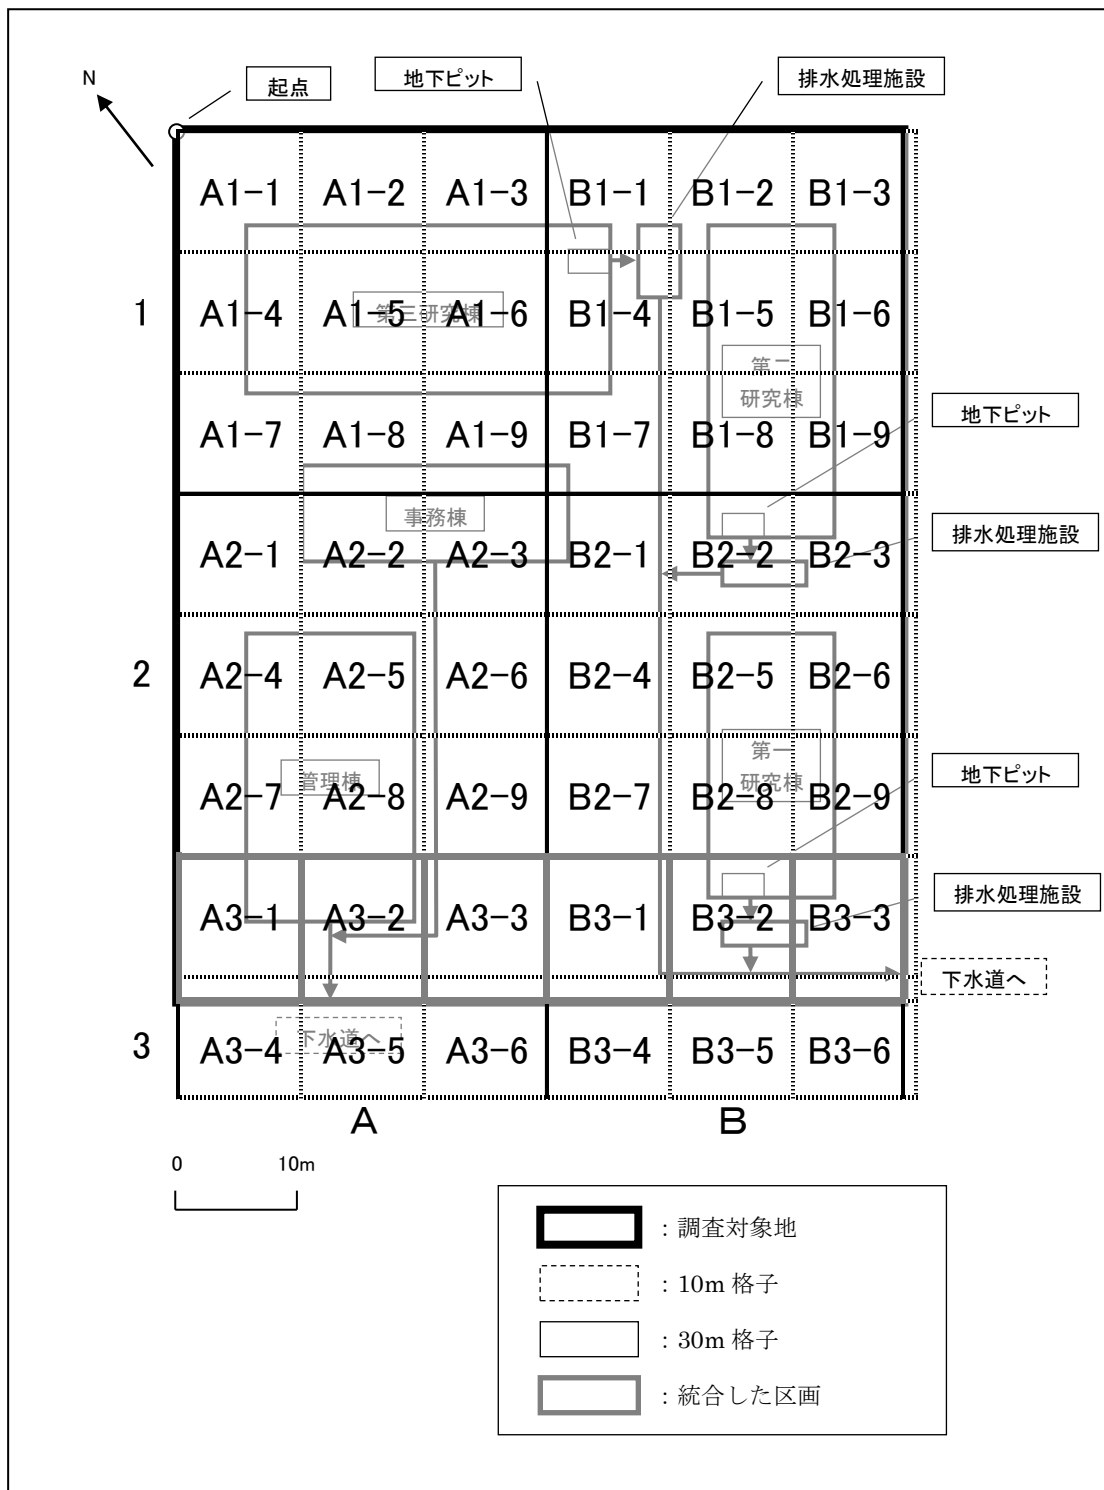 N
起点
地下ピット
排水処理施設
A1-1 A1-2 A1-3 B1-1 B1-2 B1-3
1
A1-4 A1-5 A1-6 B1-4 B1-5 B1-6
第三研究棟
第二
研究棟
地下ピット
A1-7 A1-8 A1-9 B1-7 B1-8 B1-9
事務棟
排水処理施設
A2-1 A2-2 A2-3 B2-1 B2-2 B2-3
2
A2-4 A2-5 A2-6 B2-4 B2-5 B2-6
管理棟
第一
研究棟
地下ピット
A2-7 A2-8 A2-9 B2-7 B2-8 B2-9
排水処理施設
A3-1 A3-2 A3-3 B3-1 B3-2 B3-3
下水道へ
下水道へ
3
A3-4 A3-5 A3-6 B3-4 B3-5 B3-6
A B
0 10m
：調査対象地
：10m 格子
：30m 格子
：統合した区画